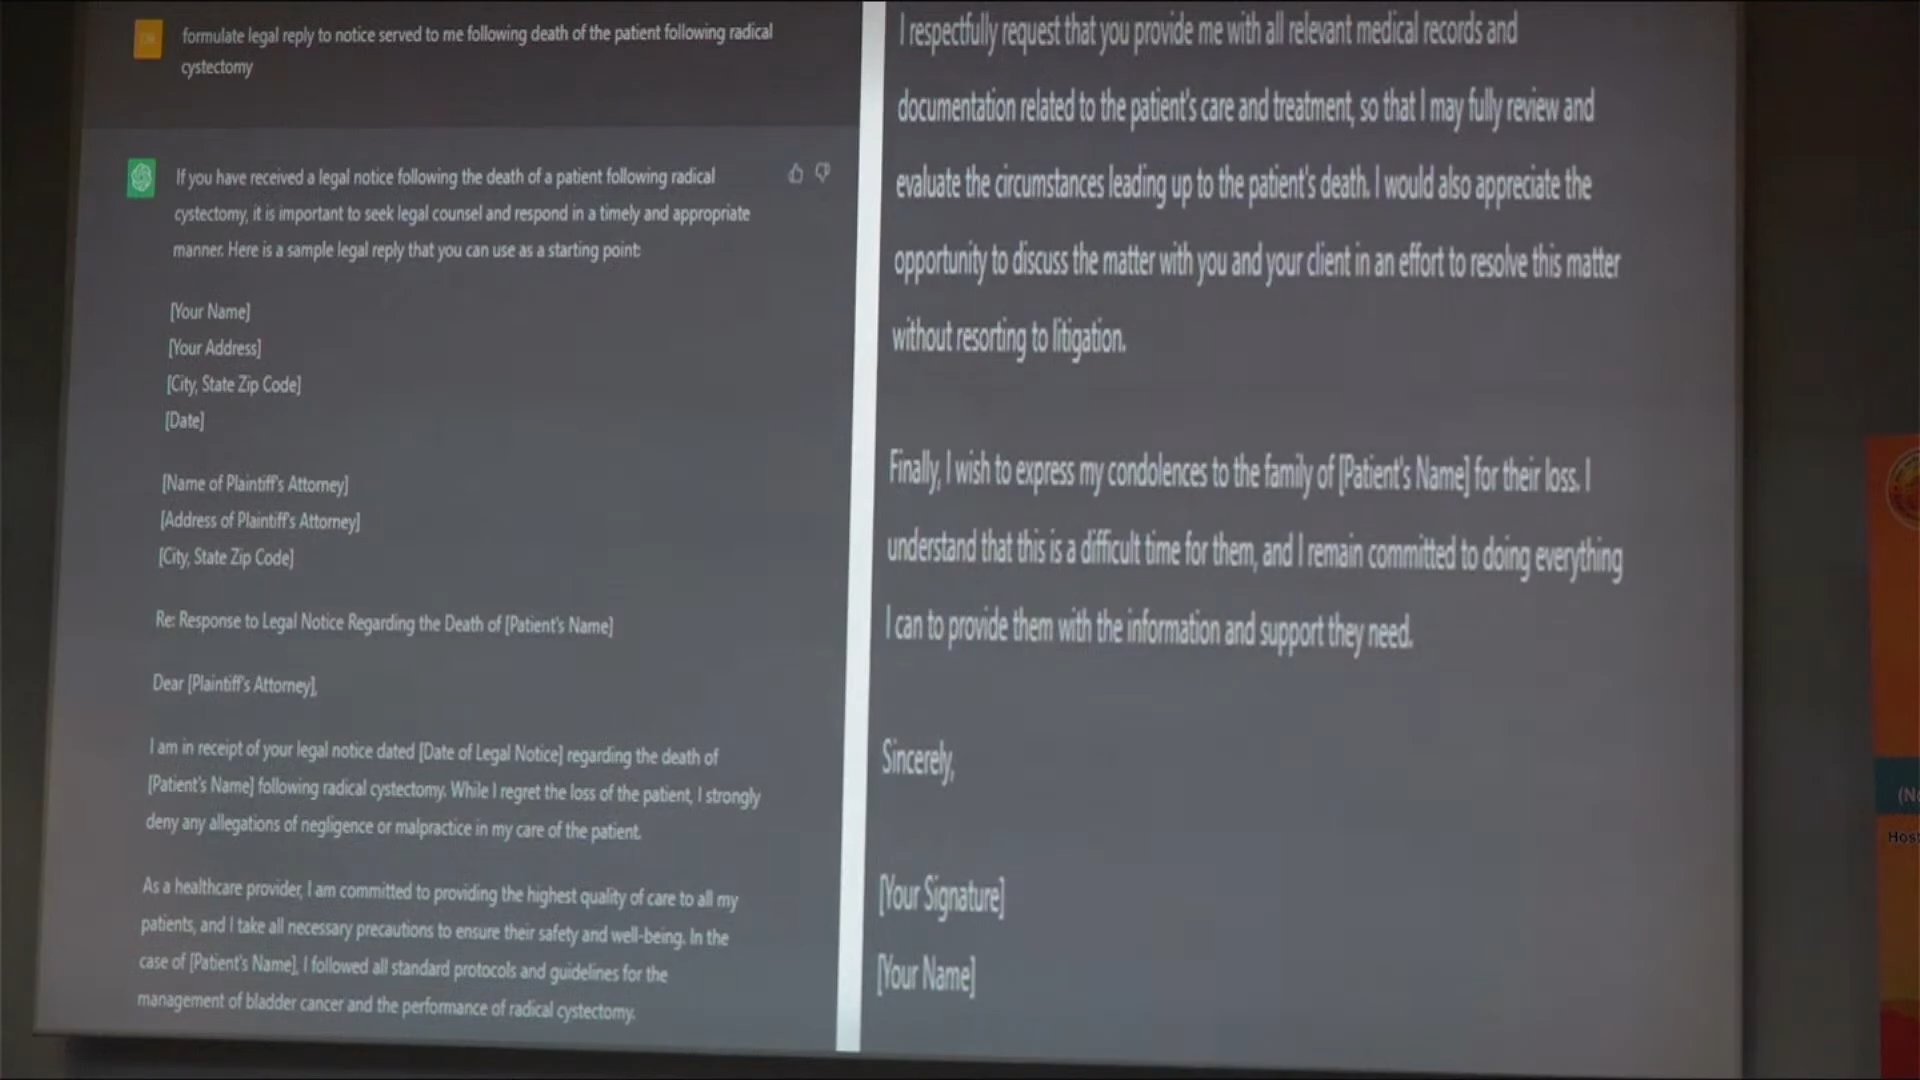 formulate legal reply to notice served to me following death of the patient following radical
cystectomy
If you have received a legal notice following the death of a patient following radical
cystectomy, it is important to seek legal counsel and respond in a timely and appropriate
manner. Here is a sample legal reply that you can use as a starting point:
[Your Name]
[Your Address]
[City, State Zip Code]
[Date]
[Name of Plaintiff's Attorney]
[Address of Plaintiff's Attorney]
[City, State Zip Code]
Re: Response to Legal Notice Regarding the Death of [Patient's Name]
Dear [Plaintiff's Attorney],
I am in receipt of your legal notice dated [Date of Legal Notice] regarding the death of
[Patient's Name] following radical cystectomy. While I regret the loss of the patient, I strongly
deny any allegations of negligence or malpractice in my care of the patient.
As a healthcare provider, I am committed to providing the highest quality of care to all my
patients, and I take all necessary precautions to ensure their safety and well-being. In the
case of [Patient's Name], I followed all standard protocols and guidelines for the
management of bladder cancer and the performance of radical cystectomy.
I respectfully request that you provide me with all relevant medical records and
documentation related to the patient's care and treatment, so that I may fully review and
evaluate the circumstances leading up to the patient's death. I would also appreciate the
opportunity to discuss the matter with you and your client in an effort to resolve this matter
without resorting to litigation.
Finally, I wish to express my condolences to the family of [Patient's Name] for their loss. I
understand that this is a difficult time for them, and I remain committed to doing everything
I can to provide them with the information and support they need.
Sincerely,
[Your Signature]
[Your Name]
(No
Host